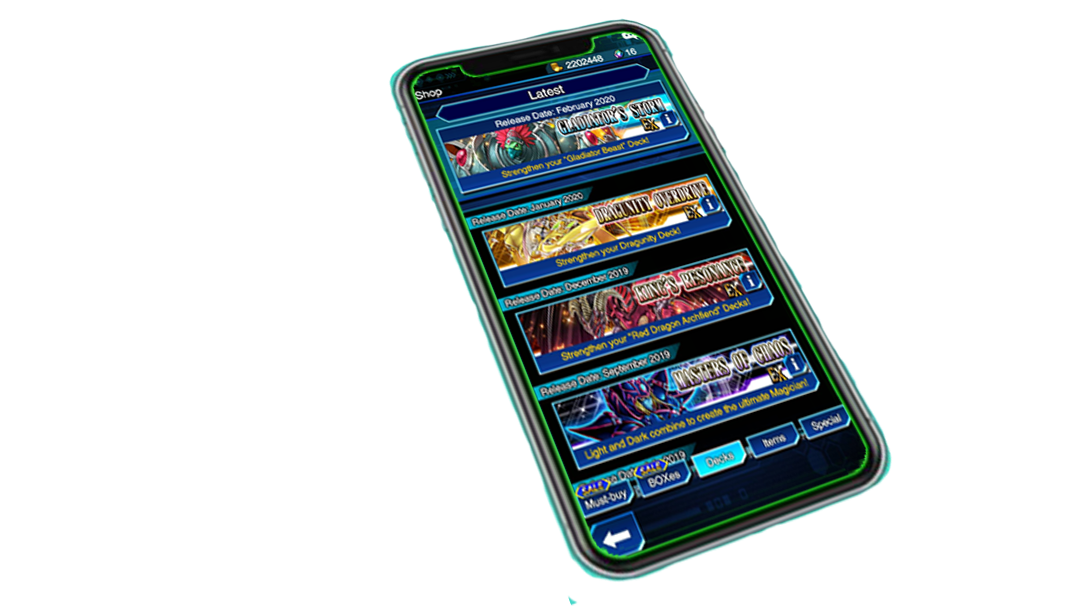 2202448 16
Shop
Latest
Release Date: February 2020
GLADIATOR'S STORM
EX i
Strengthen your "Gladiator Beast" Deck!
Release Date: January 2020
DRAGUNITY OVERDRIVE
EX i
Strengthen your Dragunity Deck!
Release Date: December 2019
KING'S RESONANCE
EX i
Strengthen your "Red Dragon Archfiend" Decks!
Release Date: September 2019
MASTERS OF CHAOS
EX i
Light and Dark combine to create the ultimate Magician!
2019
SALE SALE
Must-buy BOXes Decks Items Special